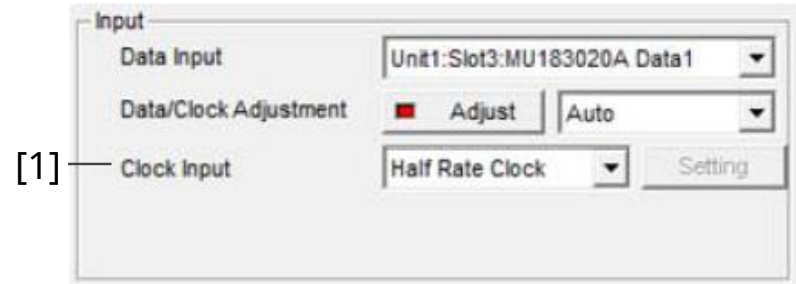 Input
Data Input Unit1:Slot3:MU183020A Data1
Data/Clock Adjustment Adjust Auto
[1] Clock Input Half Rate Clock Setting